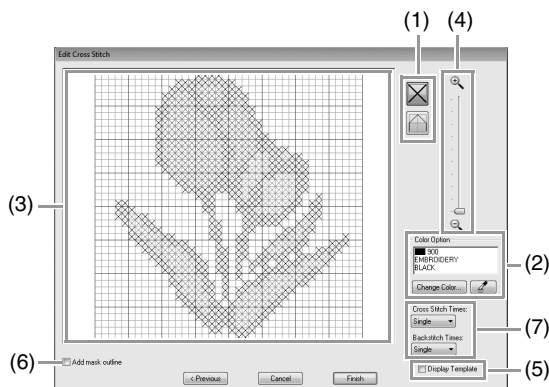 (1)
(4)
Edit Cross Stitch
(3)
Color Option
900
EMBROIDERY
BLACK
(2)
Change Color...
Cross Stitch Times:
Single
(7)
Backstitch Times:
Single
(6)
Add mask outline
Display Template
(5)
< Previous
Cancel
Finish